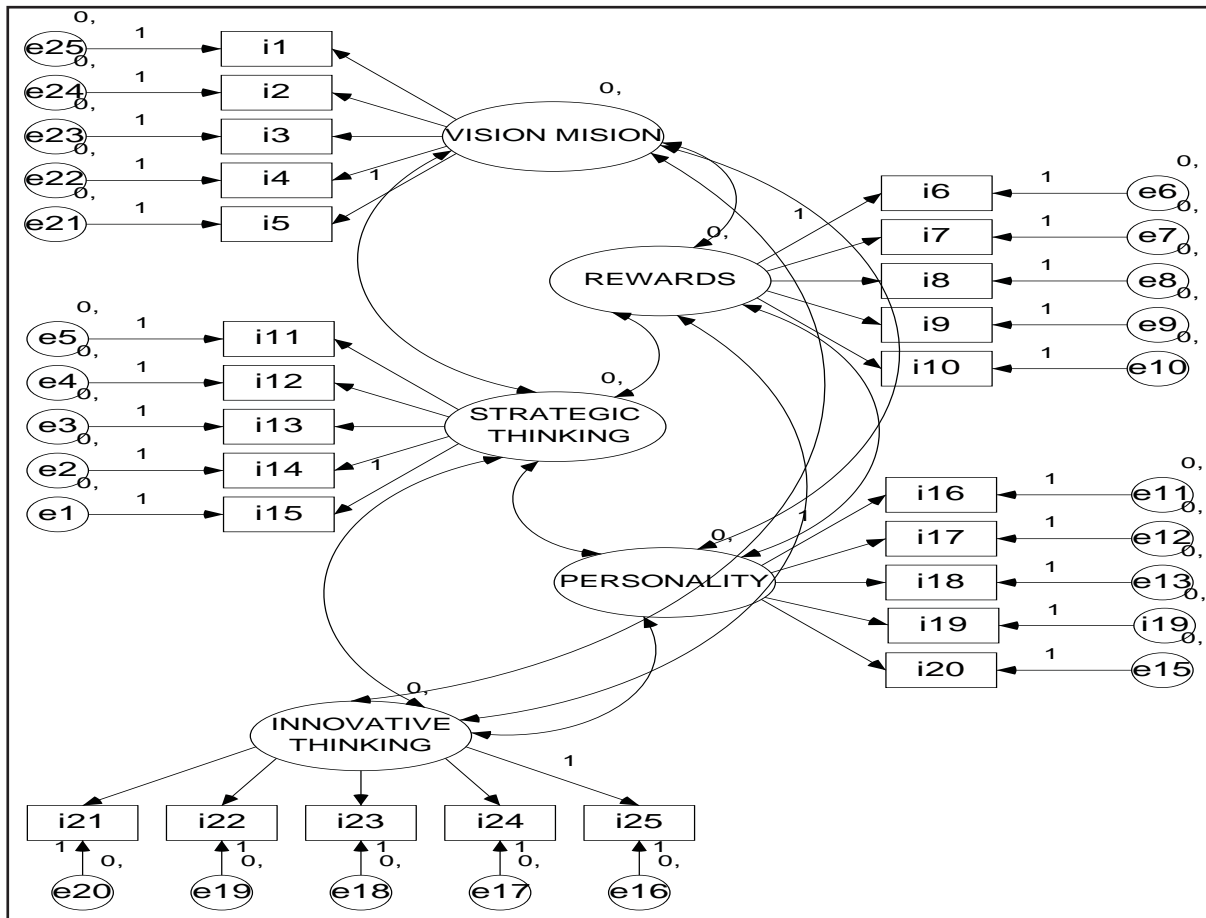 0,
e25 1 i1
0,
e24 1 i2
0,
e23 1 i3
0,
e22 1 i4
0,
e21 1 i5
1
0,
VISION MISION
0,
REWARDS
1
i6 1 0, e6
i7 1 0, e7
i8 1 0, e8
i9 1 0, e9
i10 1 0, e10
0,
e5 1 i11
0,
e4 1 i12
0,
e3 1 i13
0,
e2 1 i14
0,
e1 1 i15
1
0,
STRATEGIC
THINKING
0,
PERSONALITY
1
i16 1 0, e11
i17 1 0, e12
i18 1 0, e13
i19 1 0, i19
i20 1 0, e15
0,
INNOVATIVE
THINKING
1
i21 i22 i23 i24 i25
1 1 1 1 1
0, 0, 0, 0, 0,
e20 e19 e18 e17 e16